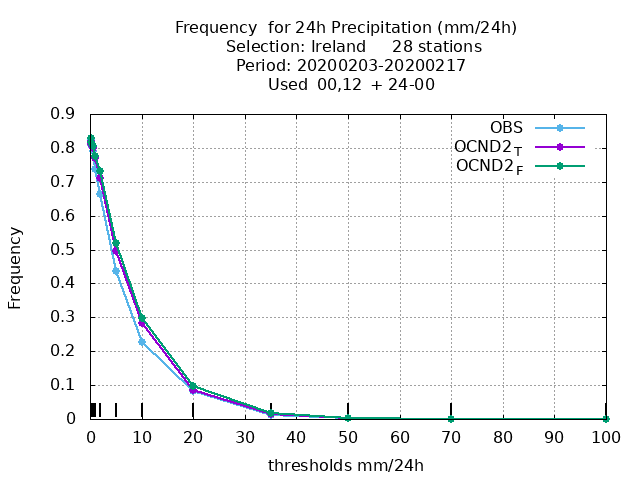 Frequency  for 24h Precipitation (mm/24h)
Selection: Ireland     28 stations
Period: 20200203-20200217
Used  00,12  + 24-00
OBS
OCND2T
OCND2F
Frequency
0.9
0.8
0.7
0.6
0.5
0.4
0.3
0.2
0.1
0
0 10 20 30 40 50 60 70 80 90 100
thresholds mm/24h